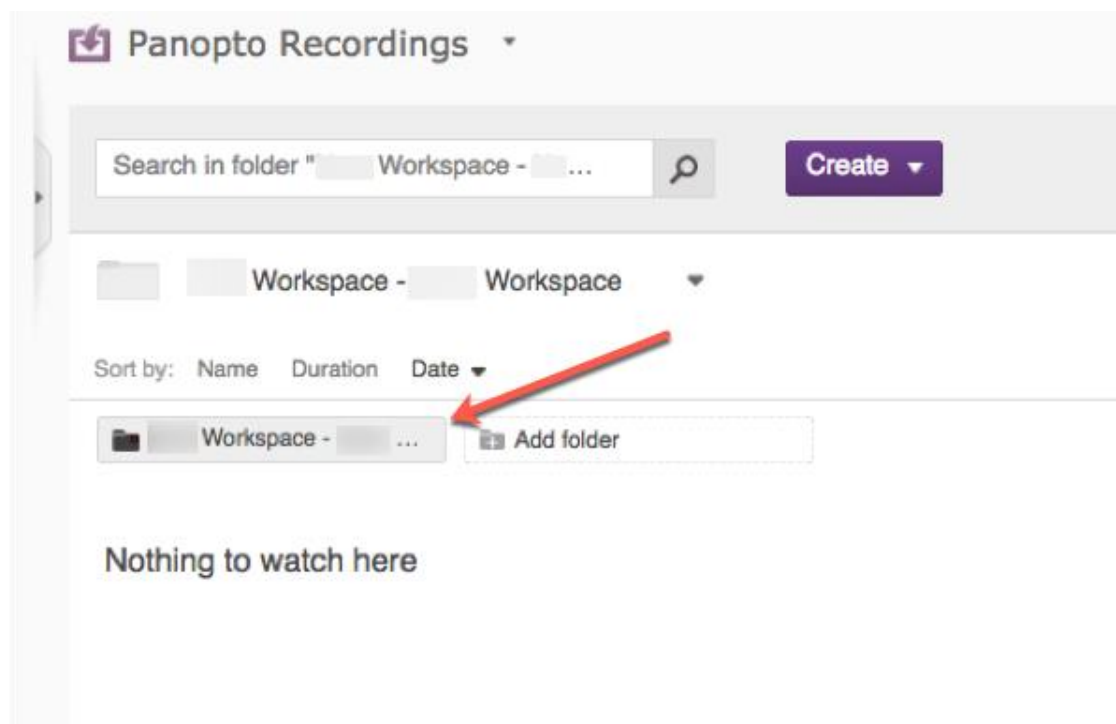 Panopto Recordings
Search in folder " Workspace - ... Create
Workspace - Workspace
Sort by: Name Duration Date
Workspace - ... Add folder
Nothing to watch here